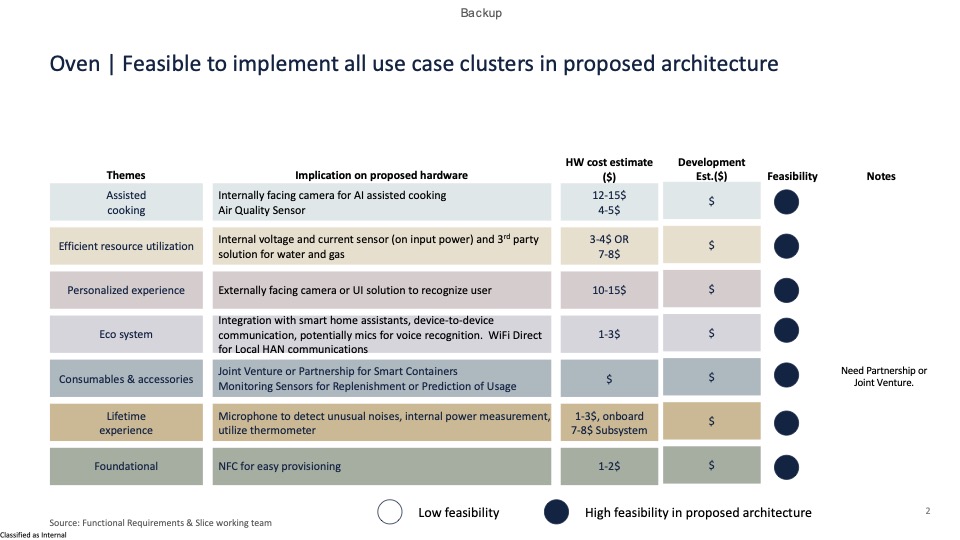 Backup
Oven | Feasible to implement all use case clusters in proposed architecture
Themes
Implication on proposed hardware
HW cost estimate
($)
Development
Est.($)
Feasibility
Notes
Assisted
cooking
Internally facing camera for AI assisted cooking
Air Quality Sensor
12-15$
4-5$
$
Efficient resource utilization
Internal voltage and current sensor (on input power) and 3rd party
solution for water and gas
3-4$ OR
7-8$
$
Personalized experience
Externally facing camera or UI solution to recognize user
10-15$
$
Eco system
Integration with smart home assistants, device-to-device
communication, potentially mics for voice recognition.  WiFi Direct
for Local HAN communications
1-3$
$
Consumables & accessories
Joint Venture or Partnership for Smart Containers
Monitoring Sensors for Replenishment or Prediction of Usage
$
$
Need Partnership or
Joint Venture.
Lifetime
experience
Microphone to detect unusual noises, internal power measurement,
utilize thermometer
1-3$, onboard
7-8$ Subsystem
$
Foundational
NFC for easy provisioning
1-2$
$
Low feasibility
High feasibility in proposed architecture
2
Source: Functional Requirements & Slice working team
Classified as Internal